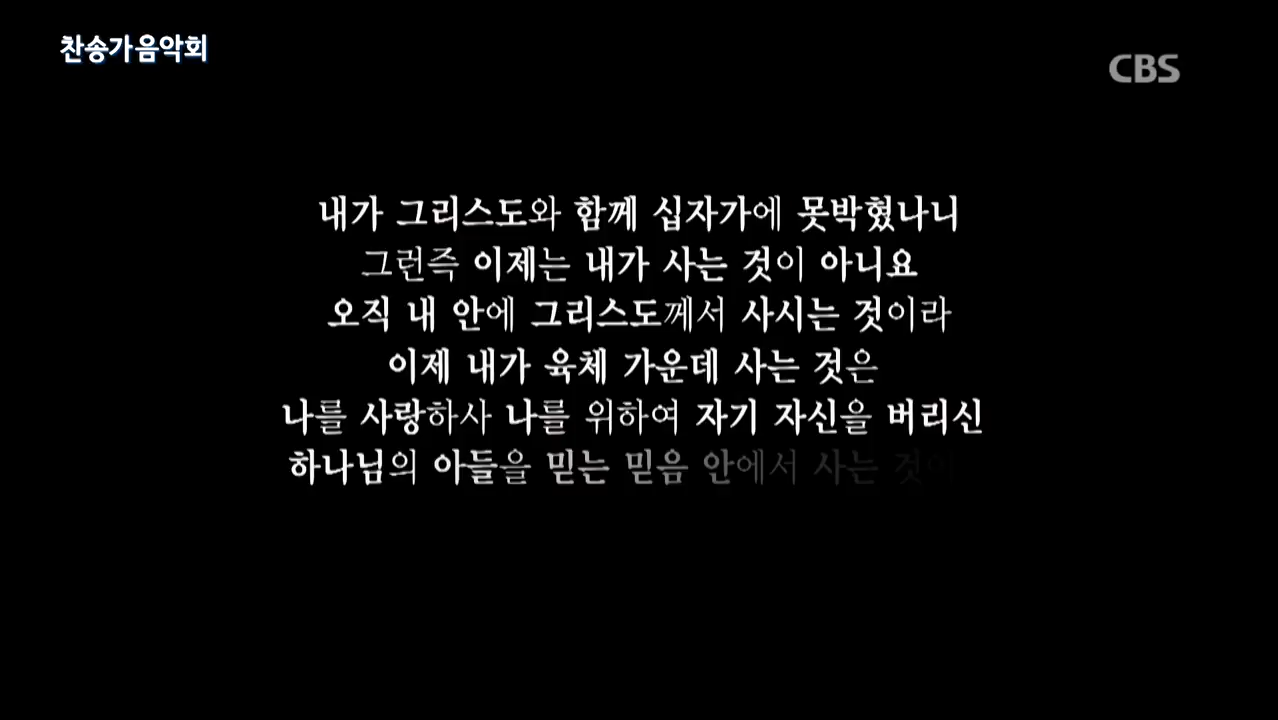 찬송가음악회
CBS
내가 그리스도와 함께 십자가에 못박혔나니
그런즉 이제는 내가 사는 것이 아니요
오직 내 안에 그리스도께서 사시는 것이라
이제 내가 육체 가운데 사는 것은
나를 사랑하사 나를 위하여 자기 자신을 버리신
하나님의 아들을 믿는 믿음 안에서 사는 것이